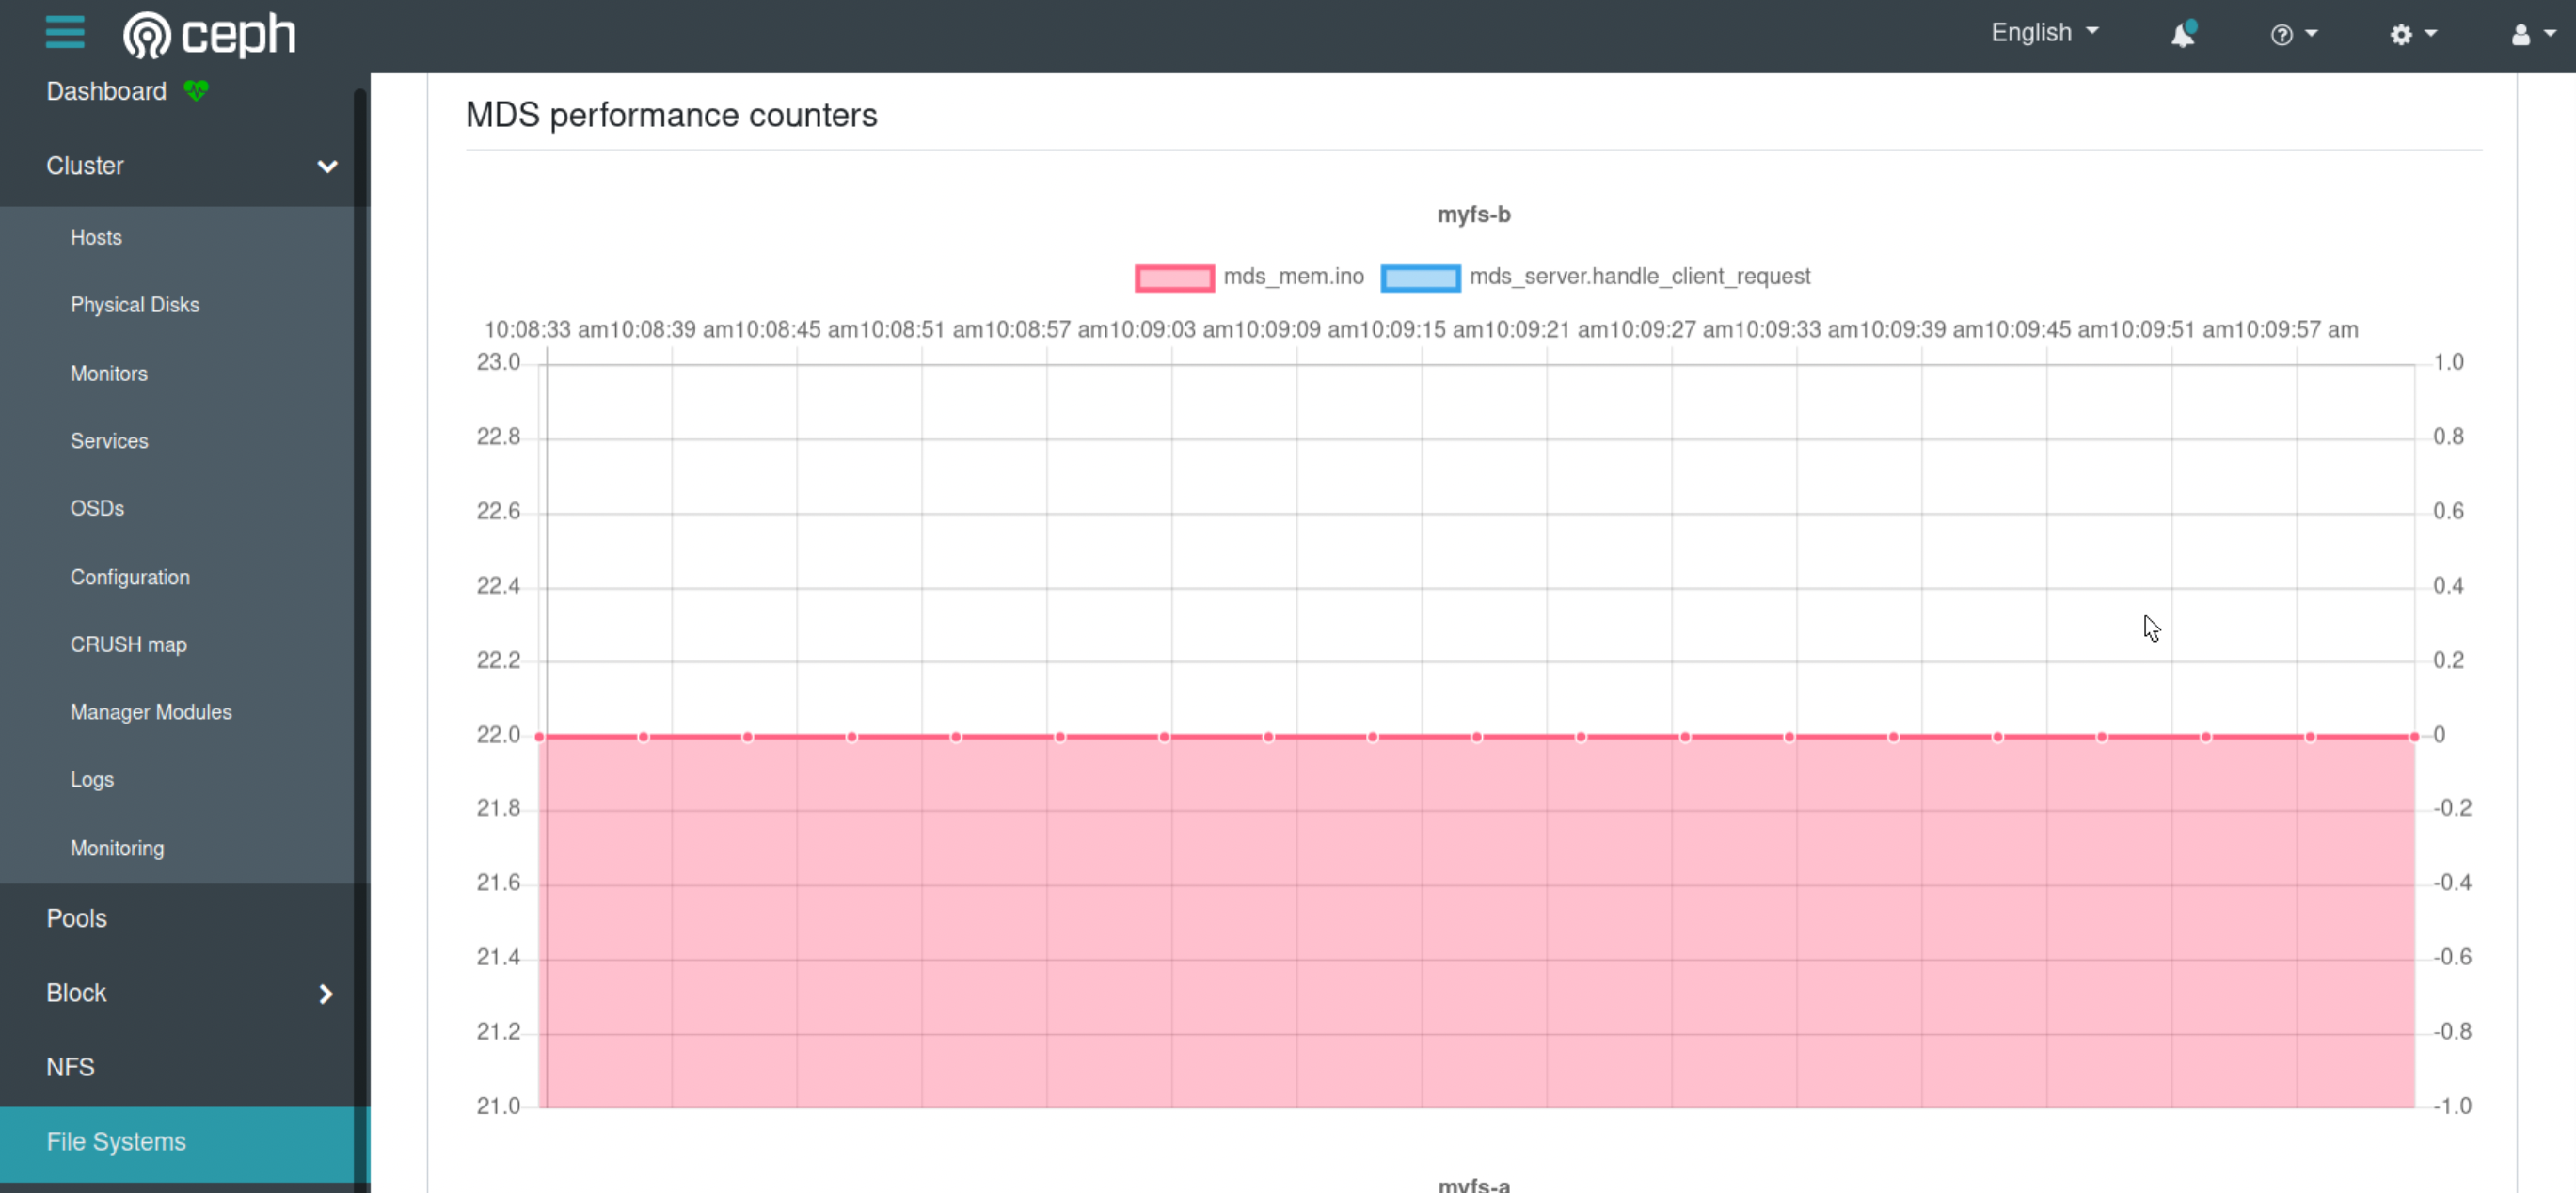 ceph
English
Dashboard
Cluster
Hosts
Physical Disks
Monitors
Services
OSDs
Configuration
CRUSH map
Manager Modules
Logs
Monitoring
Pools
Block
NFS
File Systems
MDS performance counters
myfs-b
mds_mem.ino mds_server.handle_client_request
10:08:33 am10:08:39 am10:08:45 am10:08:51 am10:08:57 am10:09:03 am10:09:09 am10:09:15 am10:09:21 am10:09:27 am10:09:33 am10:09:39 am10:09:45 am10:09:51 am10:09:57 am
23.0 1.0
22.8 0.8
22.6 0.6
22.4 0.4
22.2 0.2
22.0 0
21.8 -0.2
21.6 -0.4
21.4 -0.6
21.2 -0.8
21.0 -1.0
myfs-a